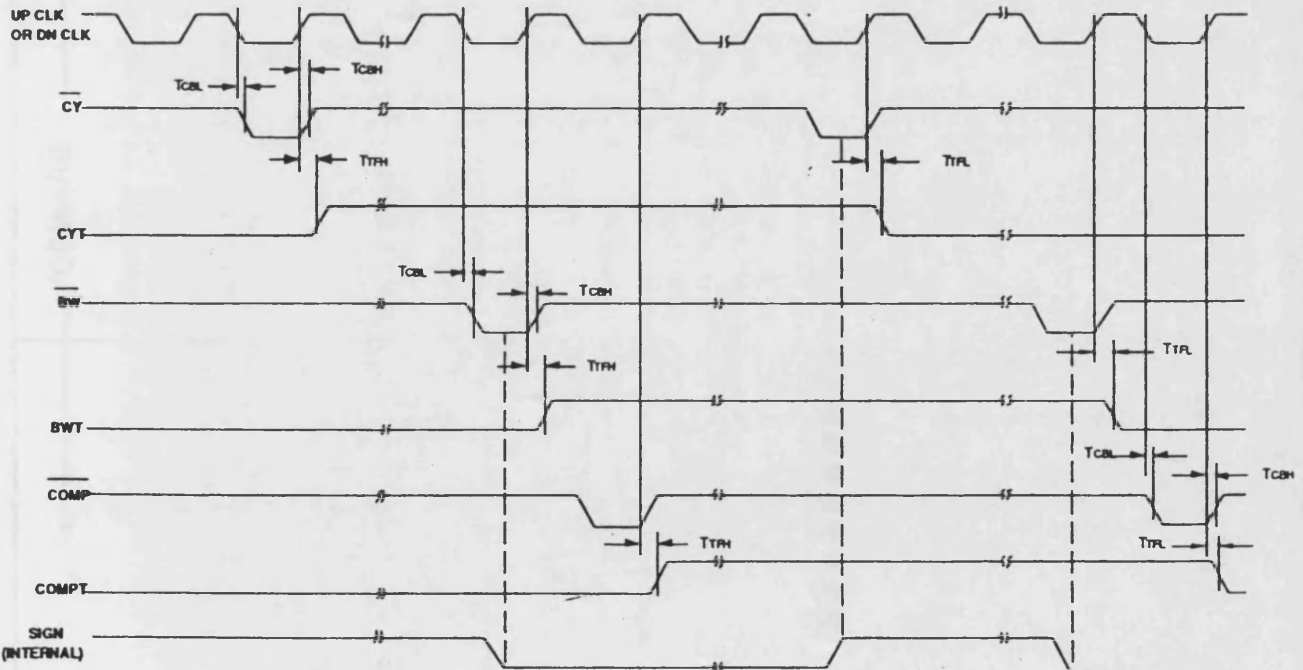 UP CLK
OR DN CLK
TCBH
TCBL
CY
TTFH
TTFL
CYT
TCBL
BW
TCBH
TTFH
TTFL
BWT
TCBL
COMP
TCBH
TTFH
TTFL
COMPT
SIGN
(INTERNAL)